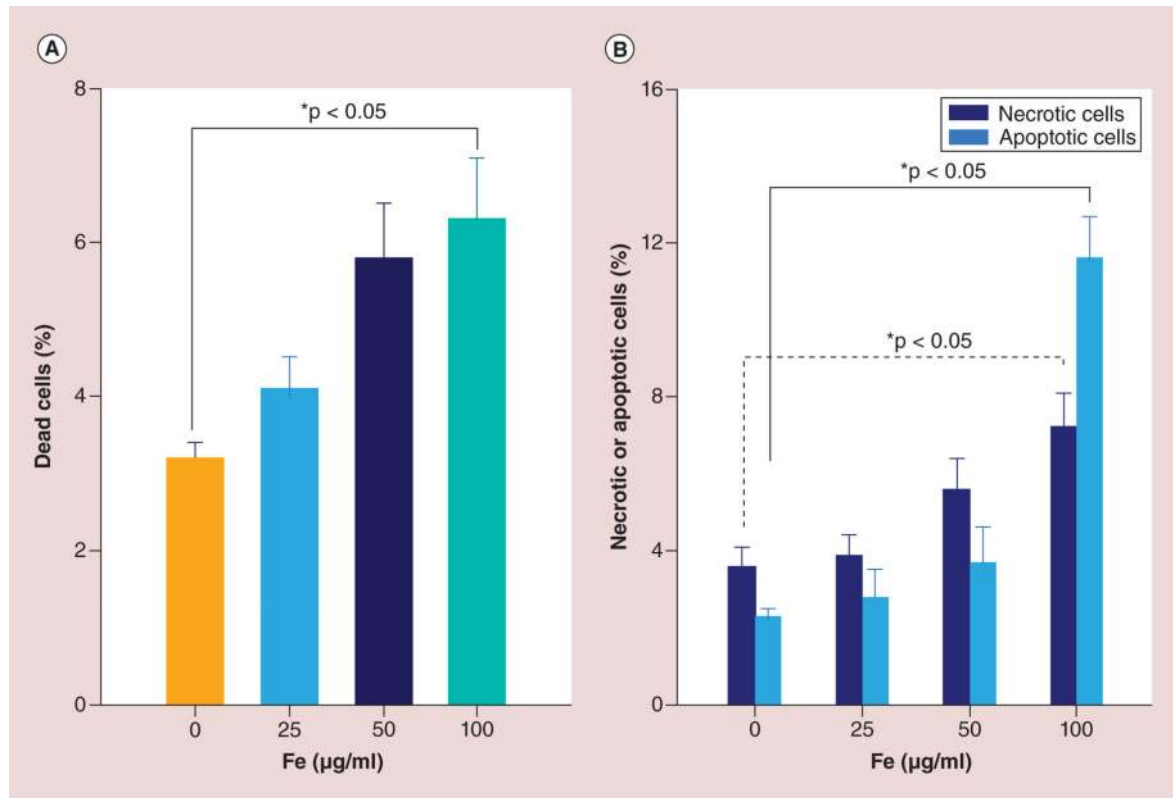 A
8
6
4
2
0
Dead cells (%)
*p < 0.05
0 25 50 100
Fe (µg/ml)
B
16
12
8
4
0
Necrotic or apoptotic cells (%)
Necrotic cells
Apoptotic cells
*p < 0.05
*p < 0.05
0 25 50 100
Fe (µg/ml)